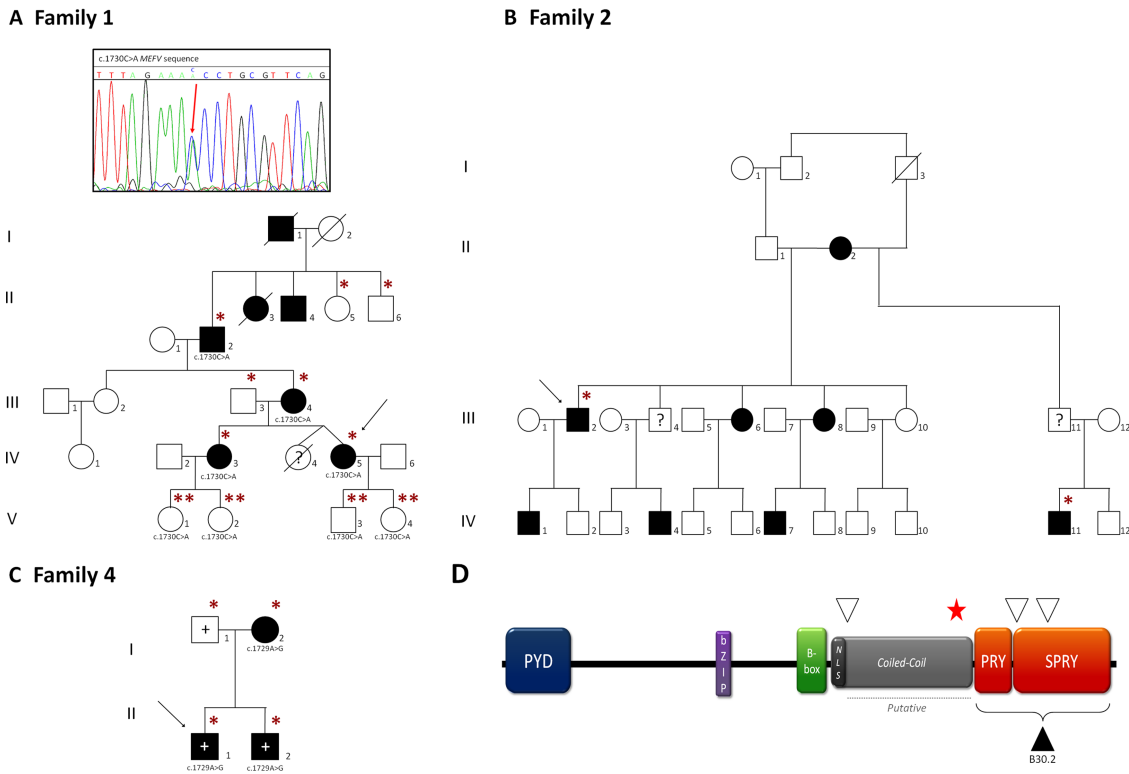 A Family 1
c.1730C>A MEFV sequence
C
T T T A G A A A A C C T G C G T T C A G
I
1 2
* *
II
3 4 5 6
*
1 2
c.1730C>A
* *
III
1 2 3 4
c.1730C>A
* *
IV
1 2 3 ? 4 5 6
c.1730C>A c.1730C>A
** ** ** **
V
1 2 3 4
c.1730C>A c.1730C>A c.1730C>A c.1730C>A
B Family 2
I
1 2 3
II
1 2
*
III
1 2 3 ? 4 5 6 7 8 9 10 ? 11 12
*
IV
1 2 3 4 5 6 7 8 9 10 11 12
C Family 4
* *
I
+ 1 2
c.1729A>G
* *
II
+ 1 + 2
c.1729A>G c.1729A>G
D
PYD
bZIP
B-box
NLS
Coiled-Coil
PRY
SPRY
Putative
B30.2